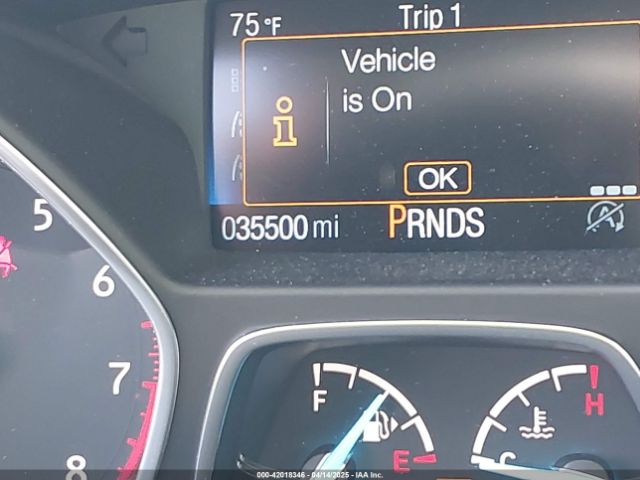 75 °F
Trip 1
Vehicle
is On
i
OK
035500 mi
PRNDS
A
5
6
7
8
F
E
H
C
000-42018346 - 04/14/2025 - IAA Inc.